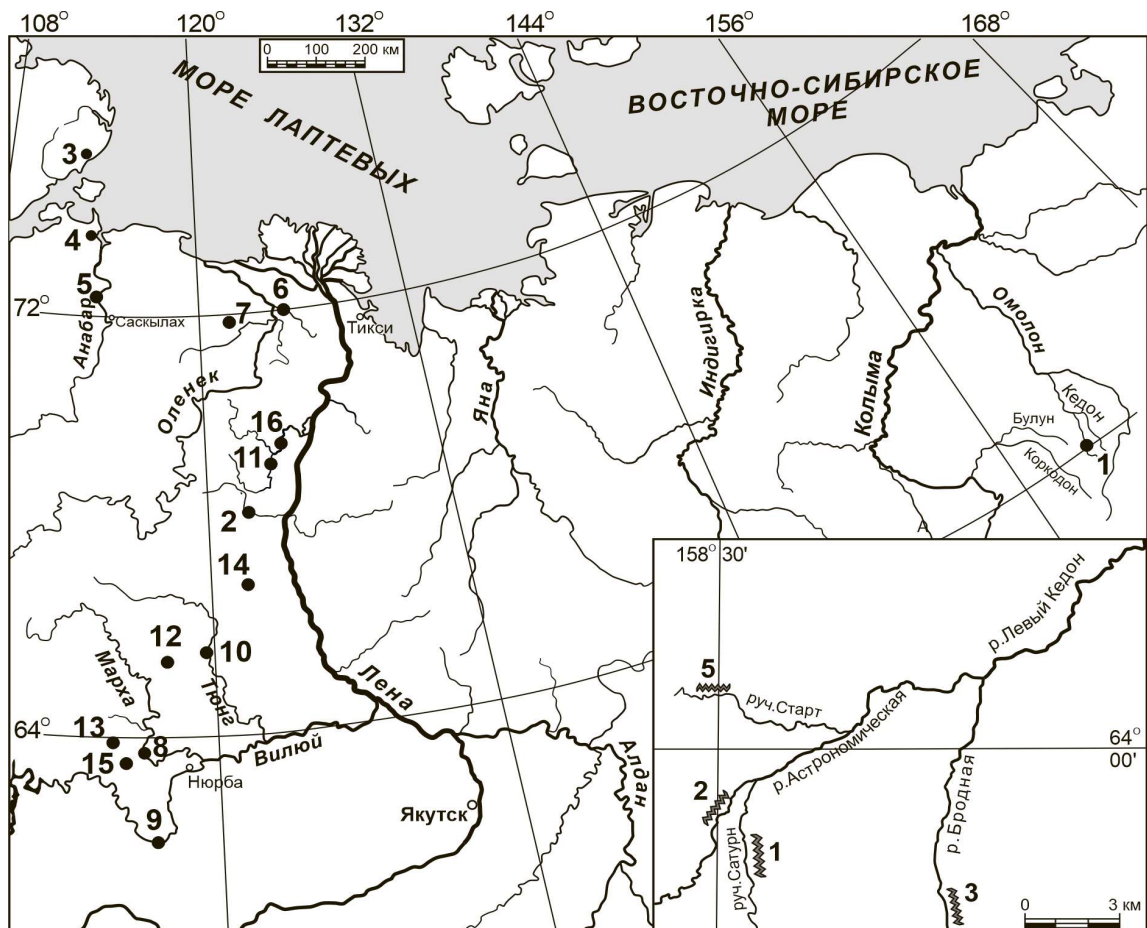 108°
120°
132°
144°
156°
168°
0 100 200 км
МОРЕ ЛАПТЕВЫХ
ВОСТОЧНО-СИБИРСКОЕ
МОРЕ
3
4
5
6
72°
7
Саскылах
Тикси
Анабар
Оленек
Яна
Индигирка
Колыма
Омолон
Кедон
Булун
Коркодон
1
16
11
2
А
14
12
10
Марха
Тюнг
Лена
64°
13
8
15
Нюрба
Вилюй
Алдан
Якутск
9
158° 30'
р.Левый Кедон
5
руч.Старт
р.Астрономическая
64°
00'
2
р. Бродная
1
руч.Сатурн
3
0 3 км